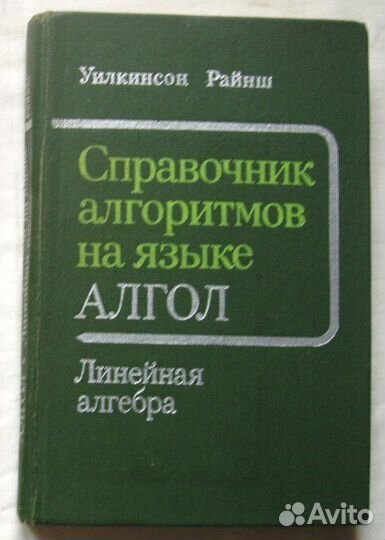 Уилкинсон Райнш
Справочник
алгоритмов
на языке
АЛГОЛ
Линейная
алгебра
Avito